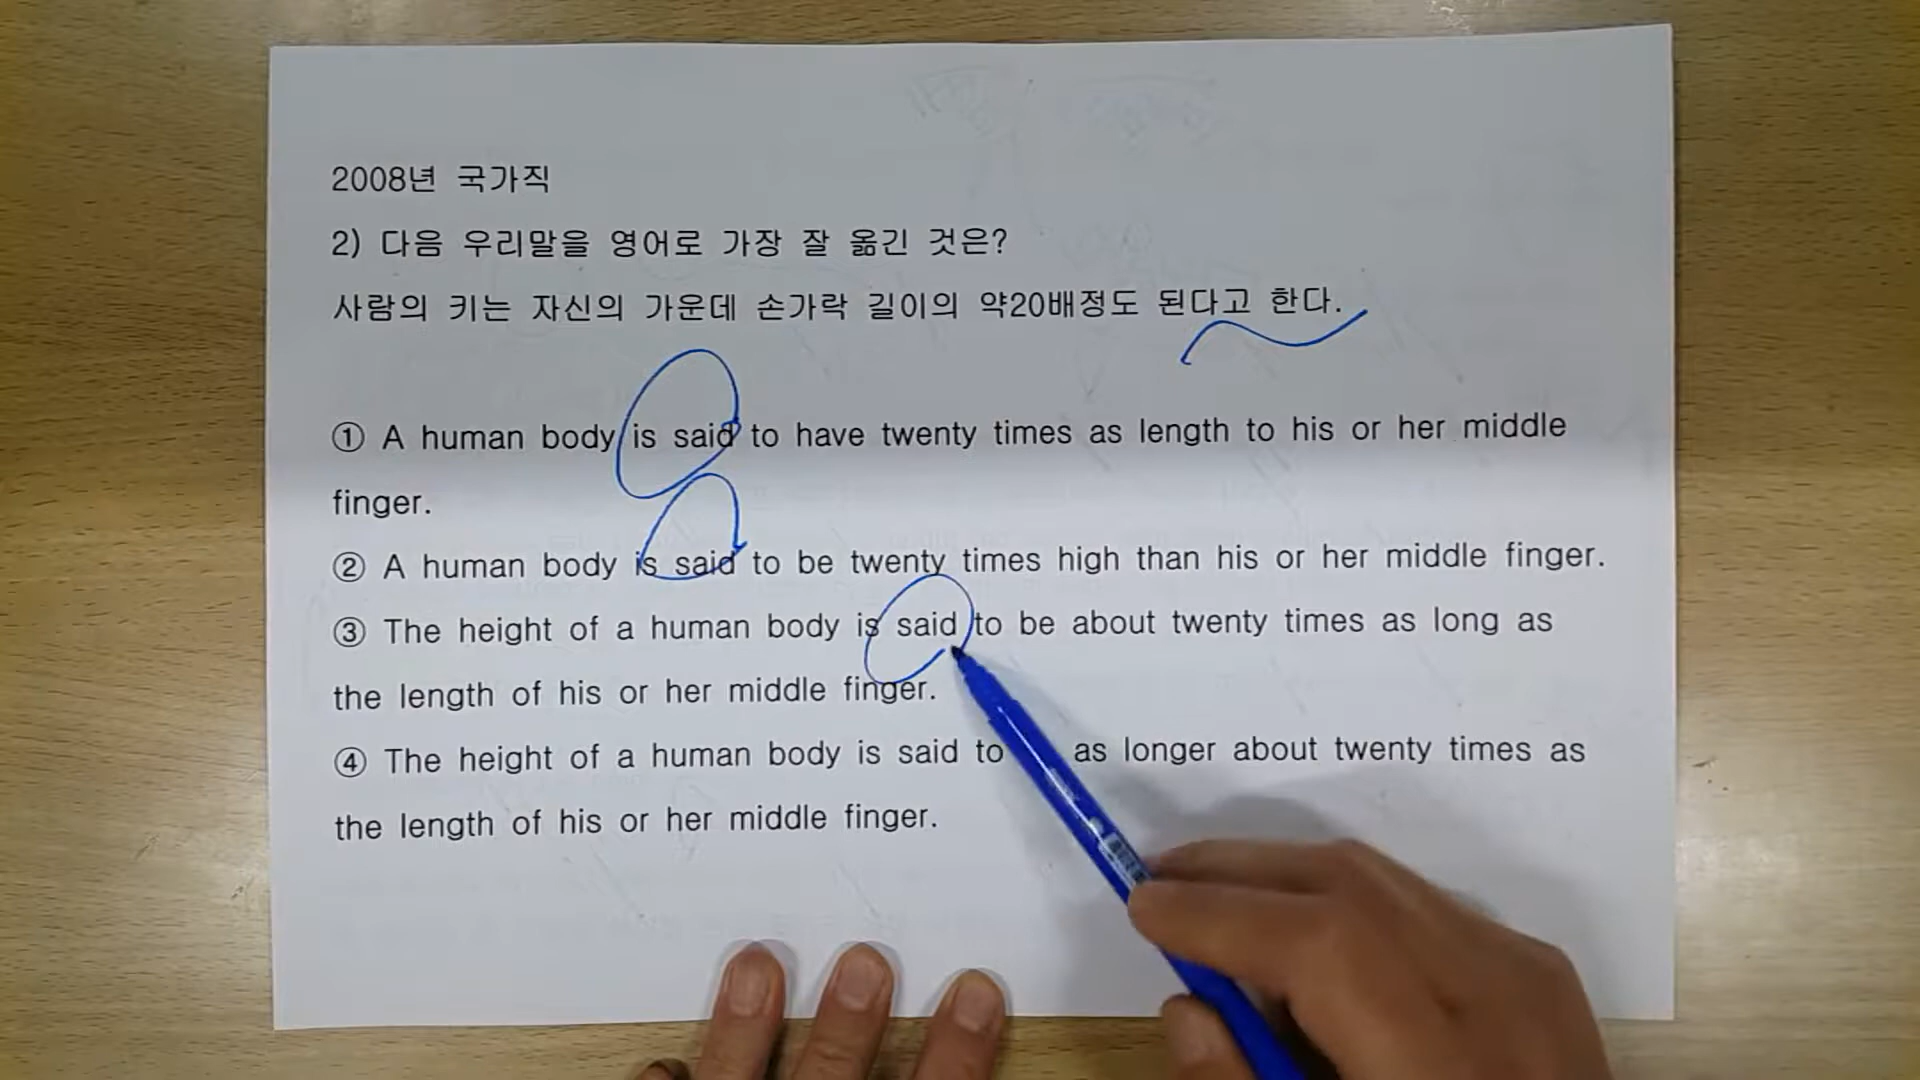 2008년 국가직
2) 다음 우리말을 영어로 가장 잘 옮긴 것은?
사람의 키는 자신의 가운데 손가락 길이의 약20배정도 된다고 한다.
① A human body is said to have twenty times as length to his or her middle
finger.
② A human body is said to be twenty times high than his or her middle finger.
③ The height of a human body is said to be about twenty times as long as
the length of his or her middle finger.
④ The height of a human body is said to as longer about twenty times as
the length of his or her middle finger.